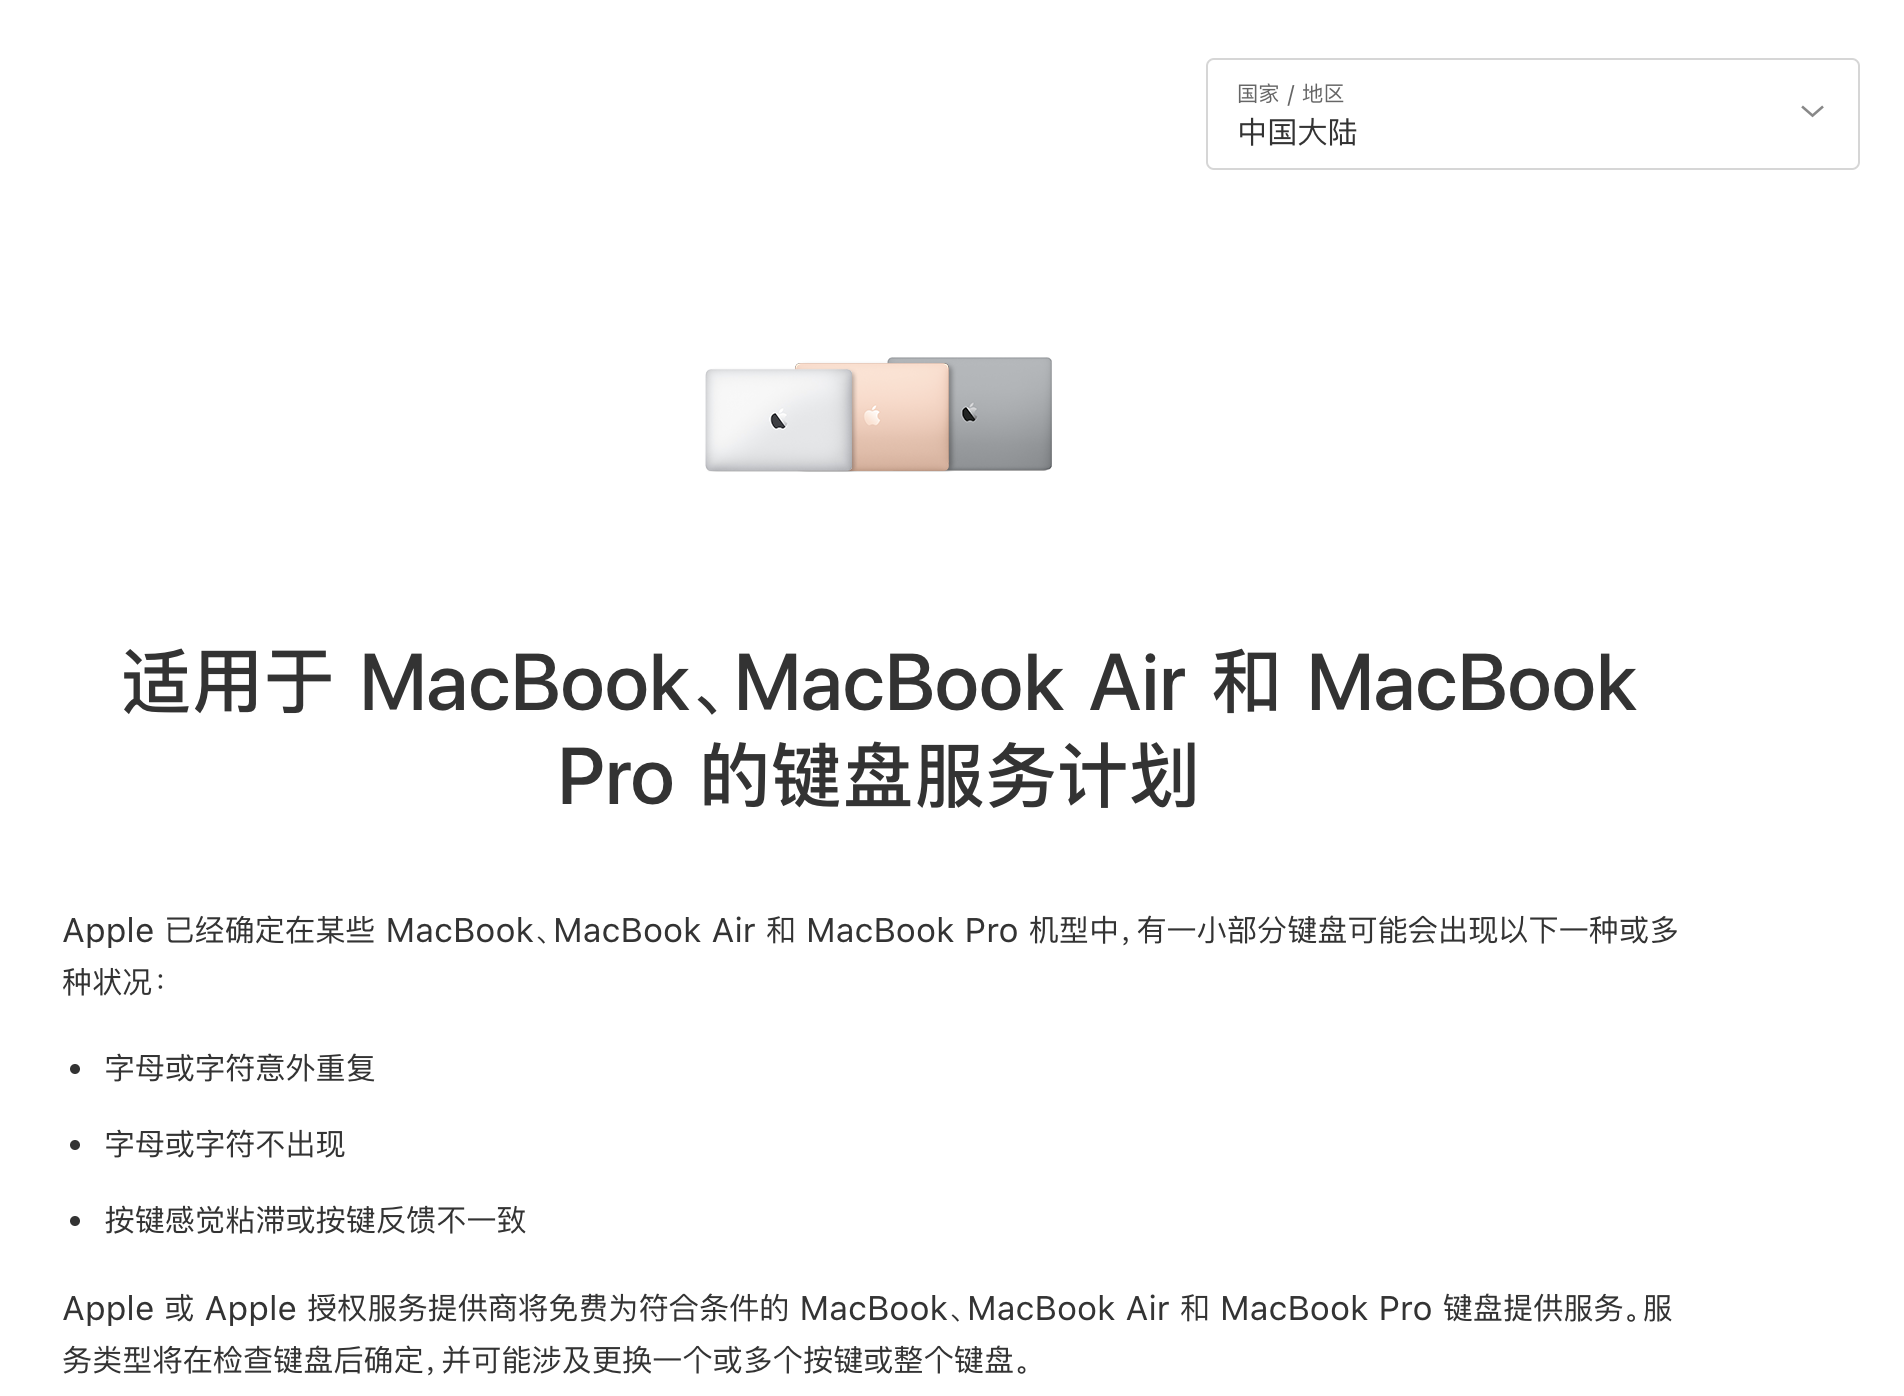 国家 / 地区
中国大陆
适用于 MacBook、MacBook Air 和 MacBook
Pro 的键盘服务计划
Apple 已经确定在某些 MacBook、MacBook Air 和 MacBook Pro 机型中，有一小部分键盘可能会出现以下一种或多
种状况：
• 字母或字符意外重复
• 字母或字符不出现
• 按键感觉粘滞或按键反馈不一致
Apple 或 Apple 授权服务提供商将免费为符合条件的 MacBook、MacBook Air 和 MacBook Pro 键盘提供服务。服
务类型将在检查键盘后确定，并可能涉及更换一个或多个按键或整个键盘。